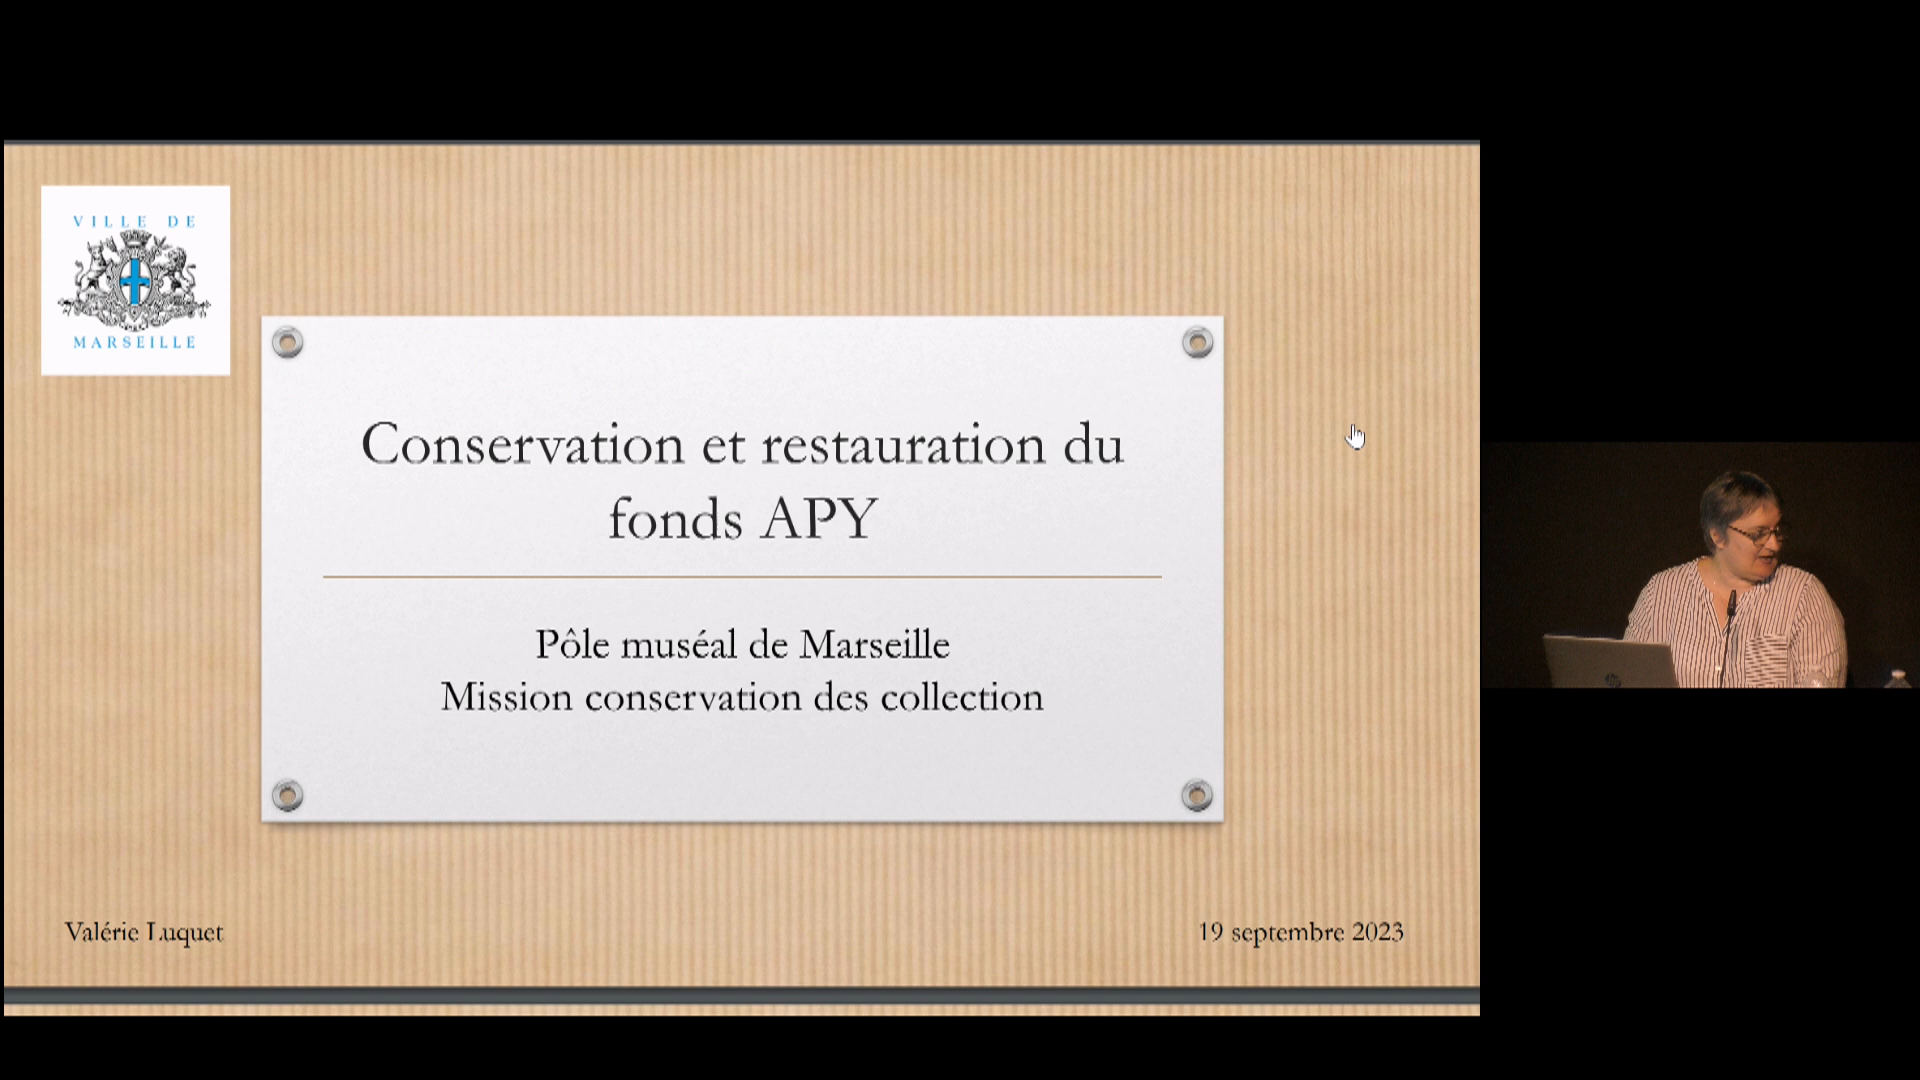 VILLE DE
MARSEILLE
Conservation et restauration du
fonds APY
Pôle muséal de Marseille
Mission conservation des collection
Valérie Luquet
19 septembre 2023